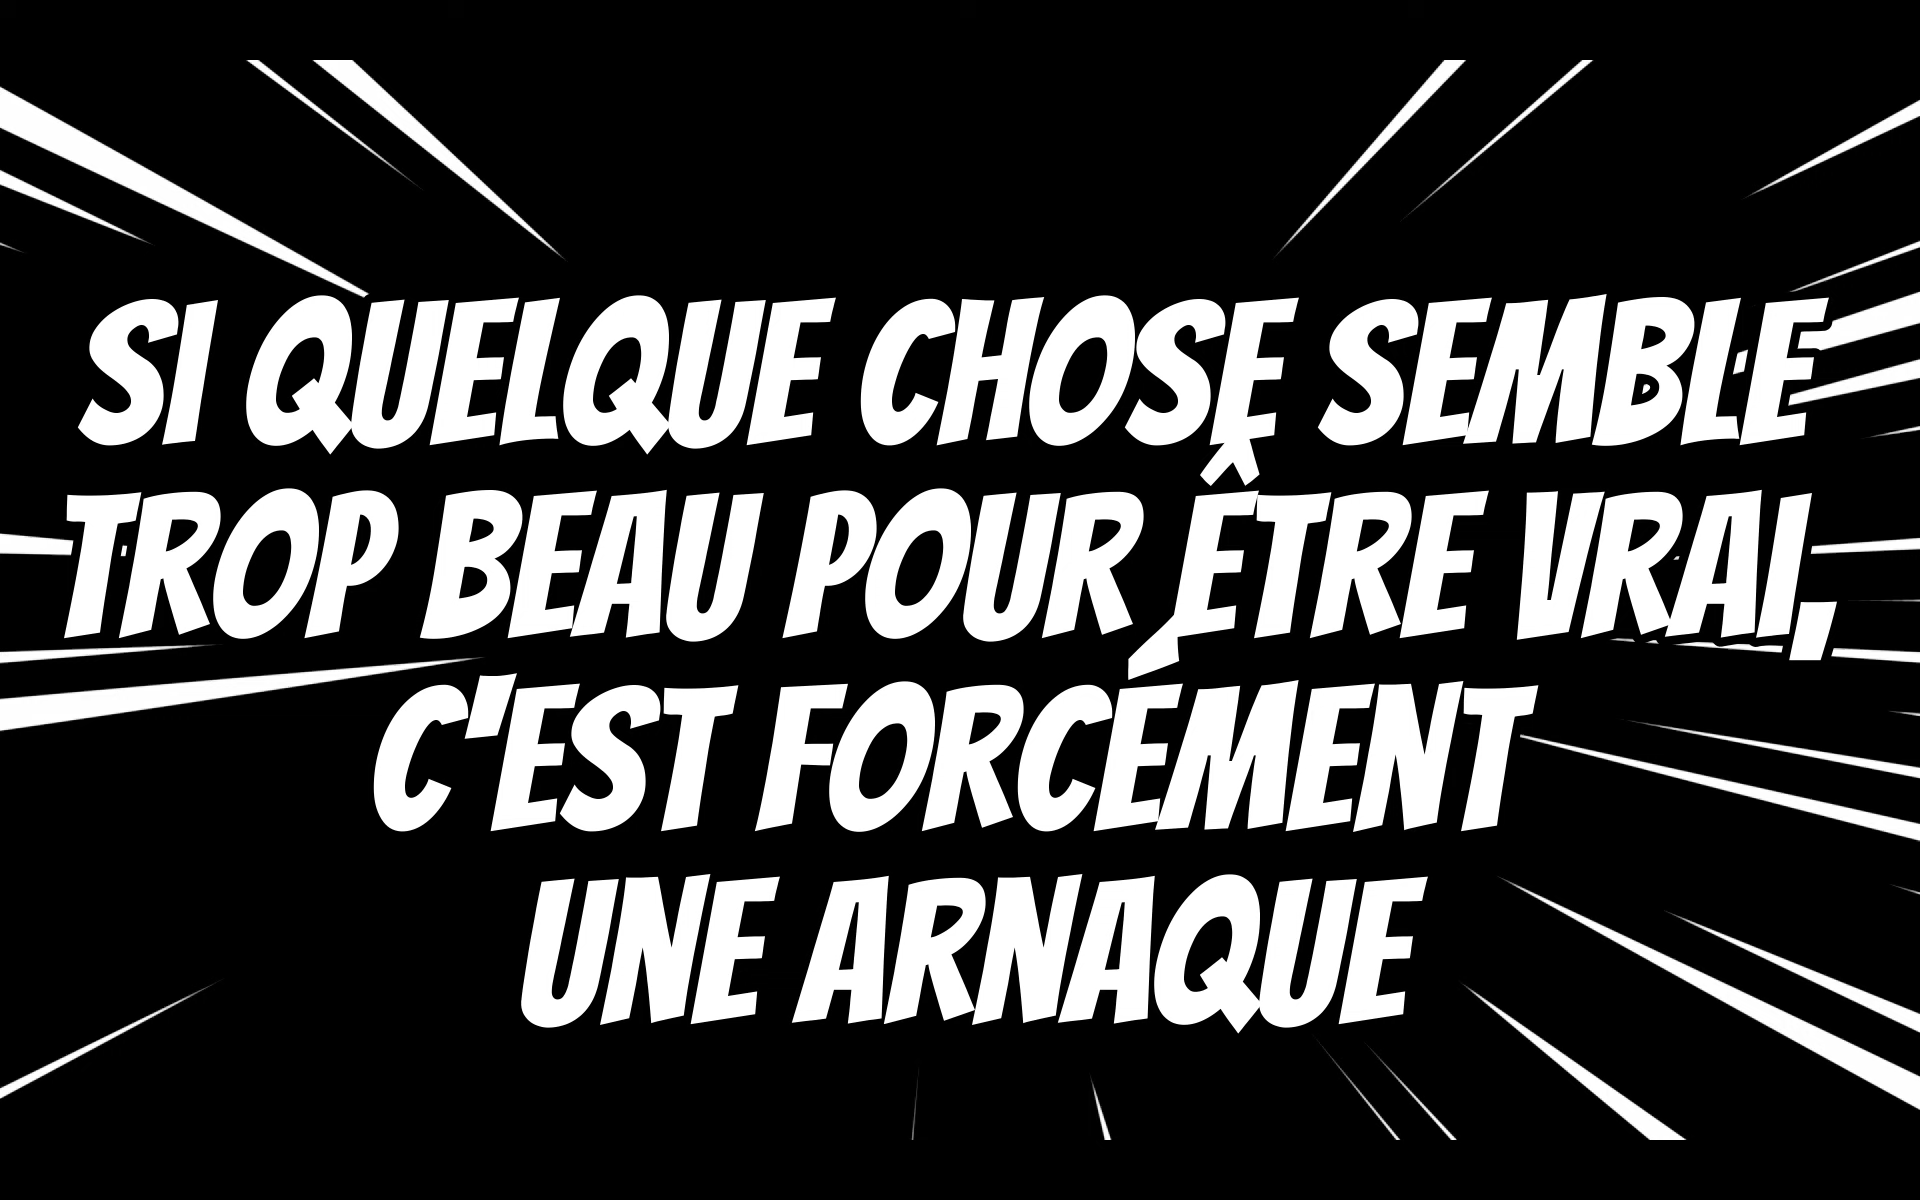 SI QUELQUE CHOSE SEMBLE
TROP BEAU POUR ÊTRE VRAI,
C'EST FORCÉMENT
UNE ARNAQUE